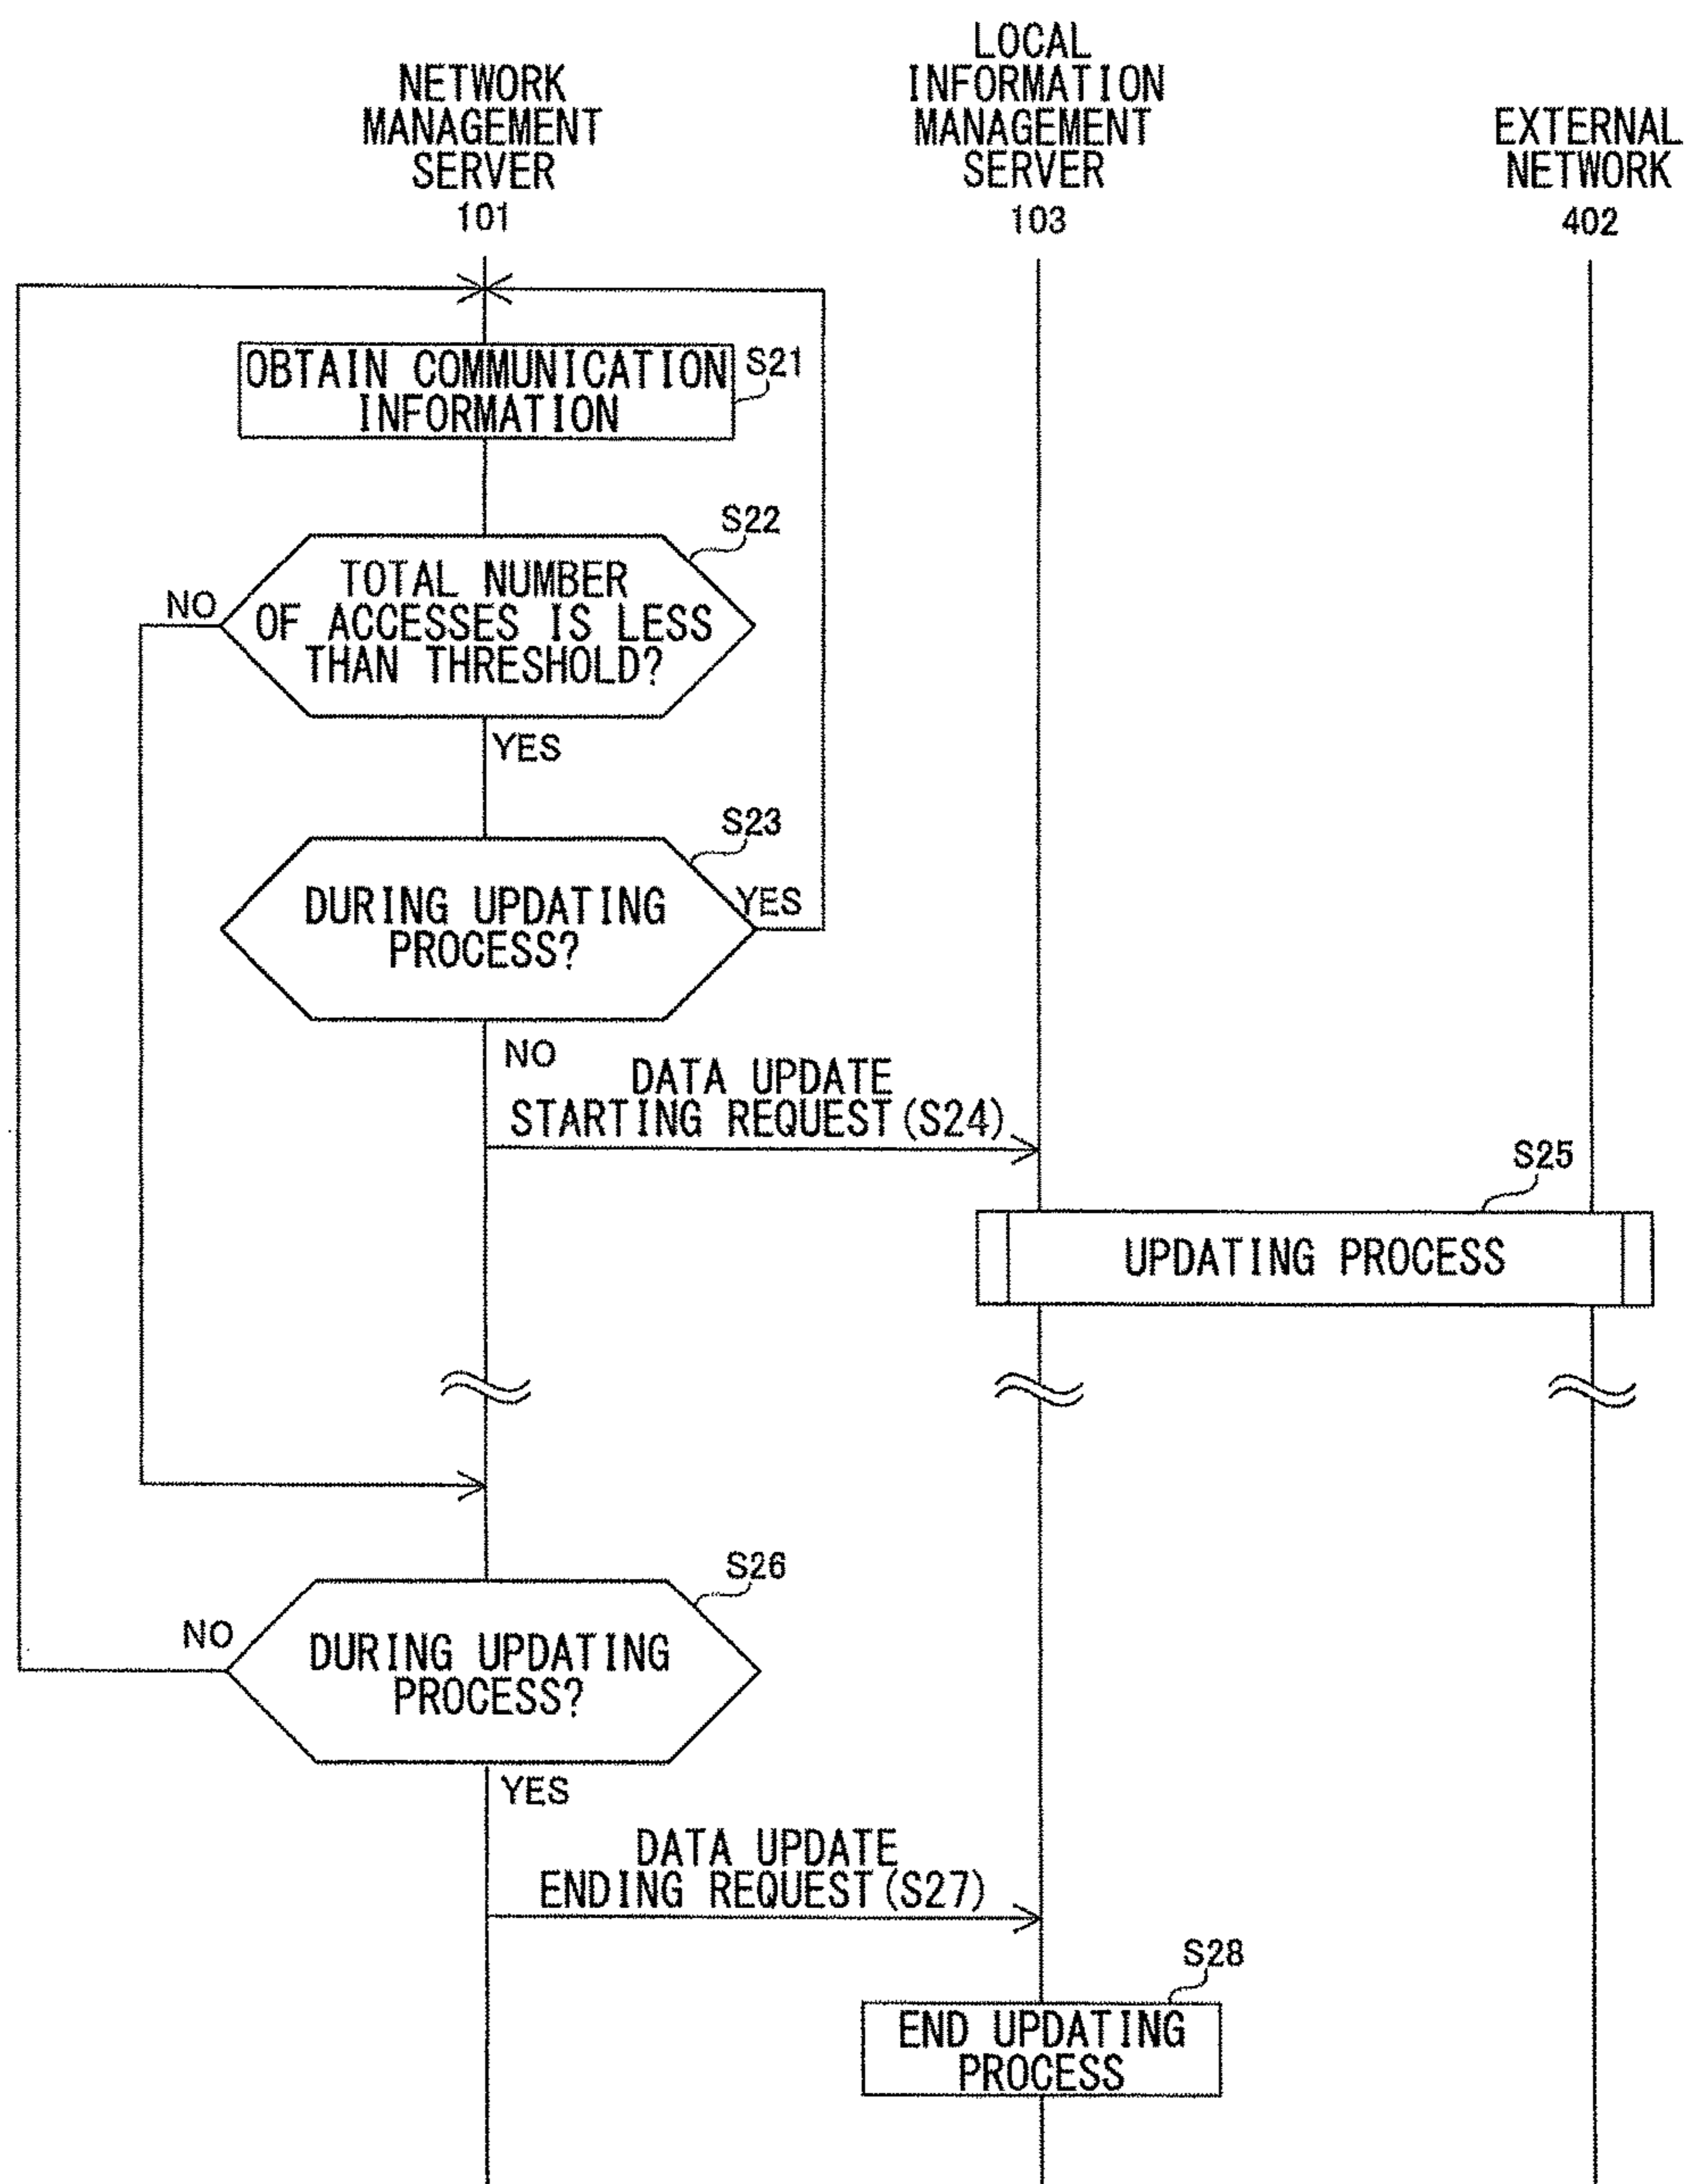 NETWORK
MANAGEMENT
SERVER
101
LOCAL
INFORMATION
MANAGEMENT
SERVER
103
EXTERNAL
NETWORK
402
OBTAIN COMMUNICATION
INFORMATION
S21
S22
TOTAL NUMBER
OF ACCESSES IS LESS
THAN THRESHOLD?
NO
YES
S23
DURING UPDATING
PROCESS?
YES
NO
DATA UPDATE
STARTING REQUEST(S24)
S25
UPDATING PROCESS
S26
DURING UPDATING
PROCESS?
NO
YES
DATA UPDATE
ENDING REQUEST(S27)
S28
END UPDATING
PROCESS